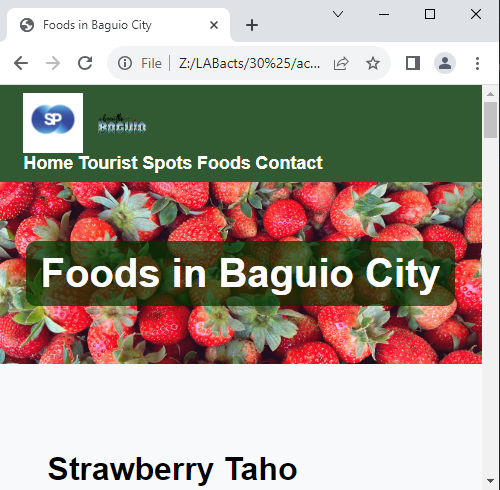 Foods in Baguio City
File
Z:/LABacts/30%25/ac...
SP
BAGUIO
Home Tourist Spots Foods Contact
Foods in Baguio City
Strawberry Taho